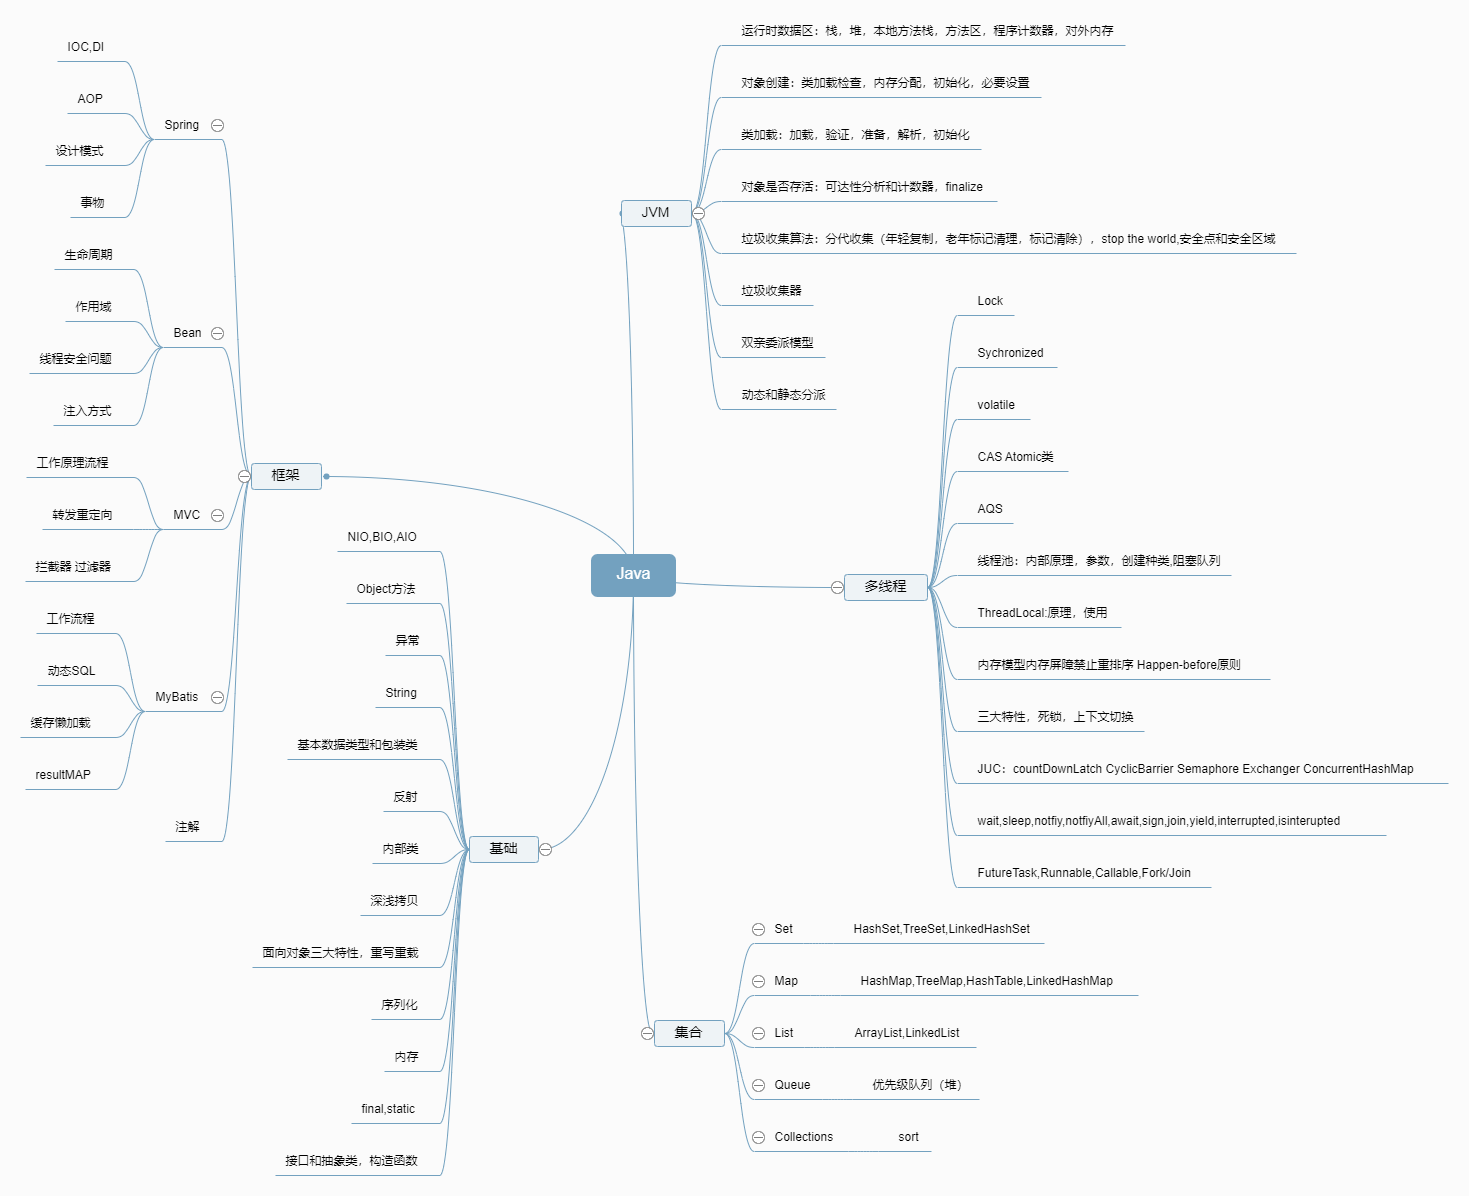 Java
框架
Spring
IOC,DI
AOP
设计模式
事物
Bean
生命周期
作用域
线程安全问题
注入方式
MVC
工作原理流程
转发重定向
拦截器 过滤器
MyBatis
工作流程
动态SQL
缓存懒加载
resultMAP
注解
基础
NIO,BIO,AIO
Object方法
异常
String
基本数据类型和包装类
反射
内部类
深浅拷贝
面向对象三大特性，重写重载
序列化
内存
final,static
接口和抽象类，构造函数
JVM
运行时数据区：栈，堆，本地方法栈，方法区，程序计数器，对外内存
对象创建：类加载检查，内存分配，初始化，必要设置
类加载：加载，验证，准备，解析，初始化
对象是否存活：可达性分析和计数器，finalize
垃圾收集算法：分代收集（年轻复制，老年标记清理，标记清除），stop the world,安全点和安全区域
垃圾收集器
双亲委派模型
动态和静态分派
多线程
Lock
Sychronized
volatile
CAS Atomic类
AQS
线程池：内部原理，参数，创建种类,阻塞队列
ThreadLocal:原理，使用
内存模型内存屏障禁止重排序 Happen-before原则
三大特性，死锁，上下文切换
JUC：countDownLatch CyclicBarrier Semaphore Exchanger ConcurrentHashMap
wait,sleep,notfiy,notfiyAll,await,sign,join,yield,interrupted,isinterupted
FutureTask,Runnable,Callable,Fork/Join
集合
Set HashSet,TreeSet,LinkedHashSet
Map HashMap,TreeMap,HashTable,LinkedHashMap
List ArrayList,LinkedList
Queue 优先级队列（堆）
Collections sort